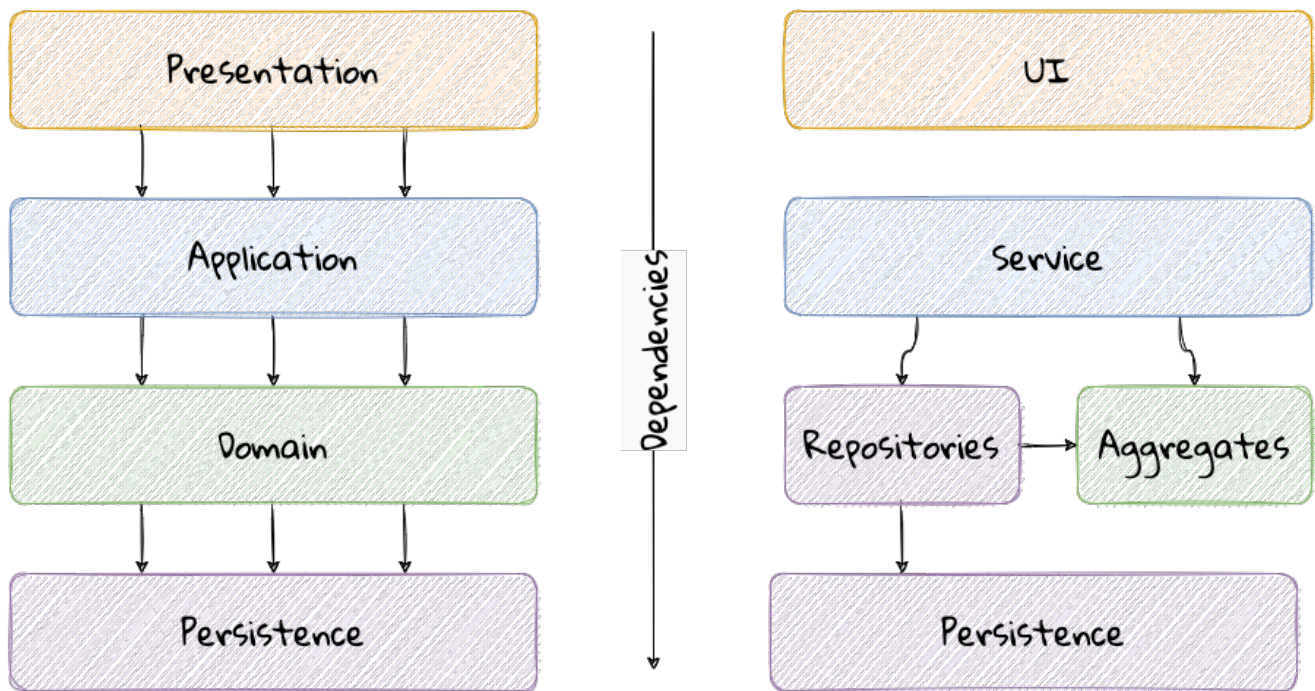 Presentation
Application
Domain
Persistence
Dependencies
UI
Service
Repositories
Aggregates
Persistence